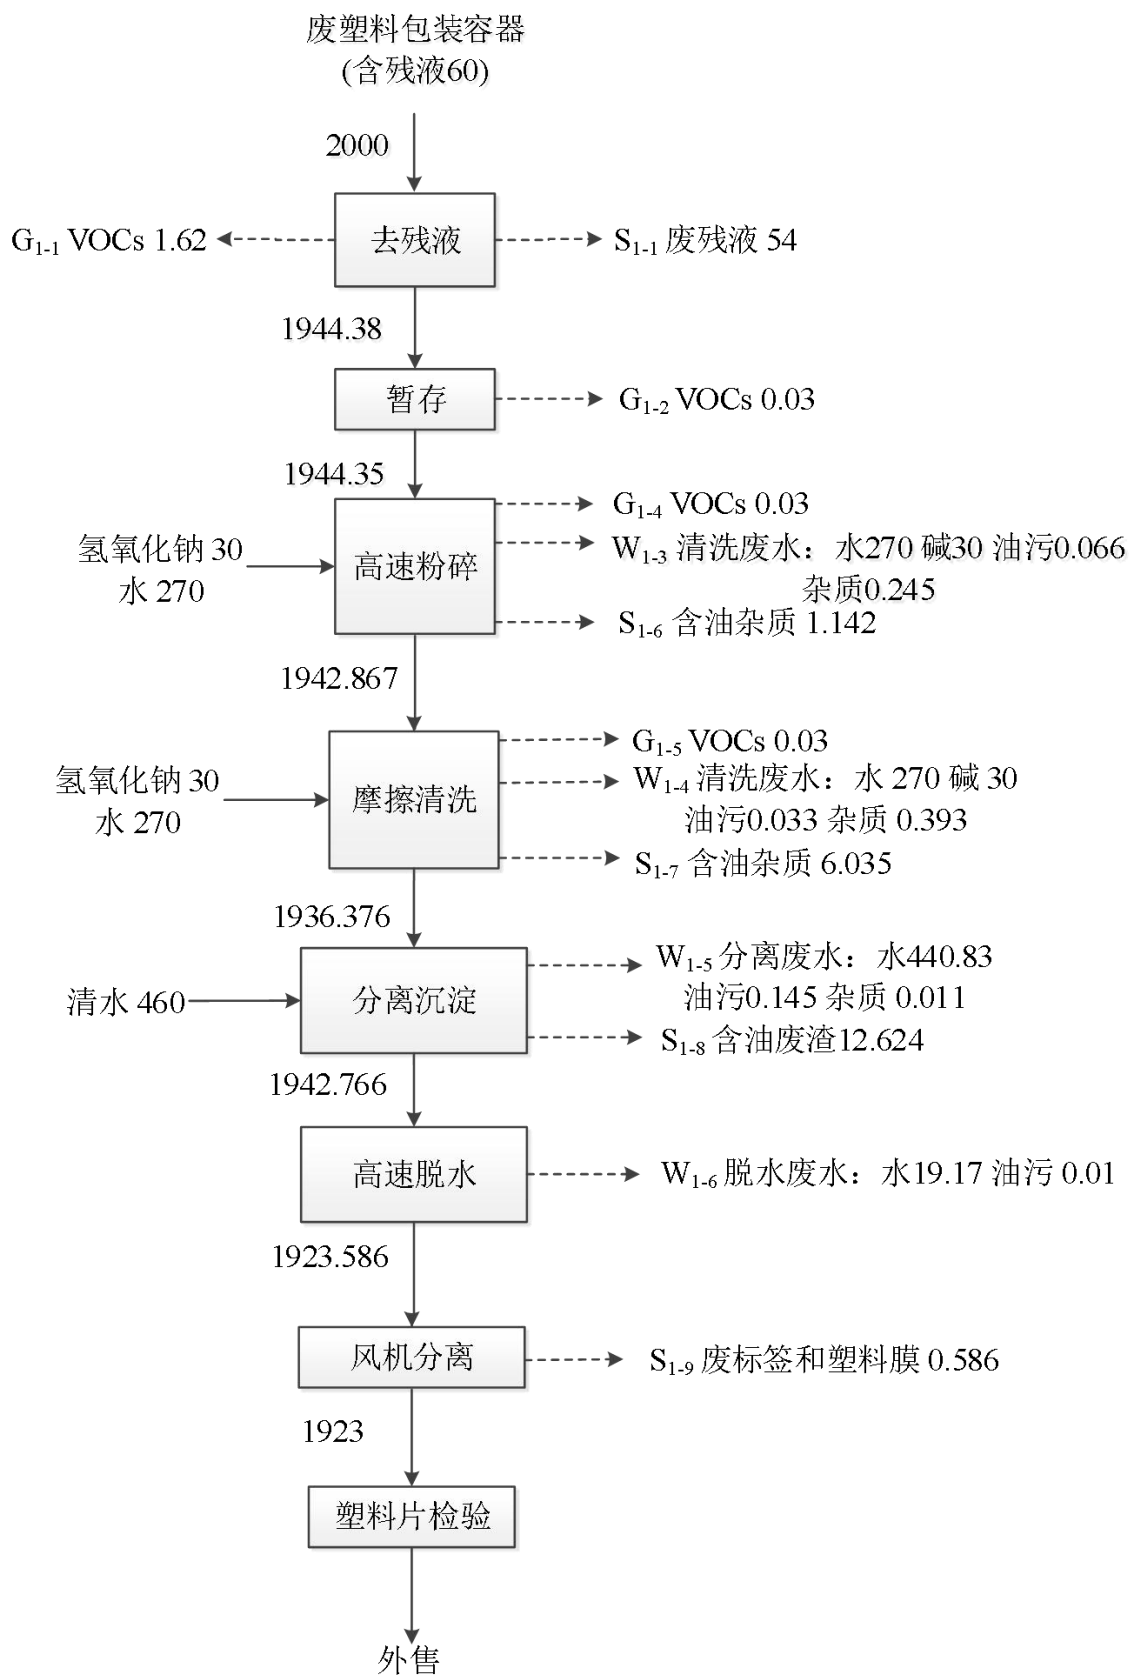 废塑料包装容器
(含残液60)
2000
G1-1 VOCs 1.62
去残液
S1-1 废残液 54
1944.38
暂存
G1-2 VOCs 0.03
1944.35
G1-4 VOCs 0.03
氢氧化钠 30
水 270
高速粉碎
W1-3 清洗废水：水270 碱30 油污0.066
杂质0.245
S1-6 含油杂质 1.142
1942.867
G1-5 VOCs 0.03
氢氧化钠 30
水 270
摩擦清洗
W1-4 清洗废水：水 270 碱 30
油污0.033 杂质 0.393
S1-7 含油杂质 6.035
1936.376
W1-5 分离废水：水440.83
油污0.145 杂质 0.011
清水 460
分离沉淀
S1-8 含油废渣12.624
1942.766
高速脱水
W1-6 脱水废水：水19.17 油污 0.01
1923.586
风机分离
S1-9 废标签和塑料膜 0.586
1923
塑料片检验
外售